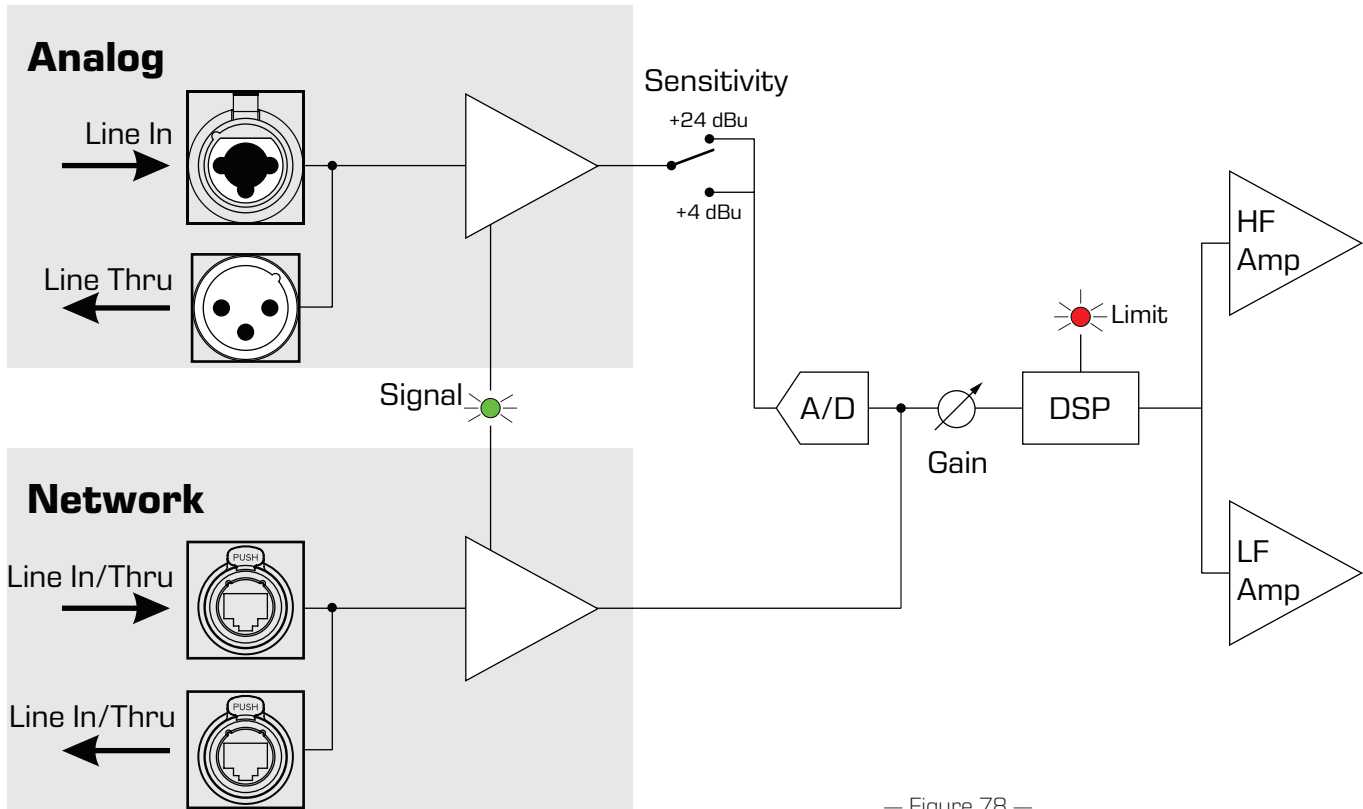 Analog
Line In
Line Thru
Sensitivity
+24 dBu
+4 dBu
HF
Amp
Limit
Signal
A/D
DSP
Gain
Network
PUSH
Line In/Thru
PUSH
Line In/Thru
LF
Amp
— Figure 78 —